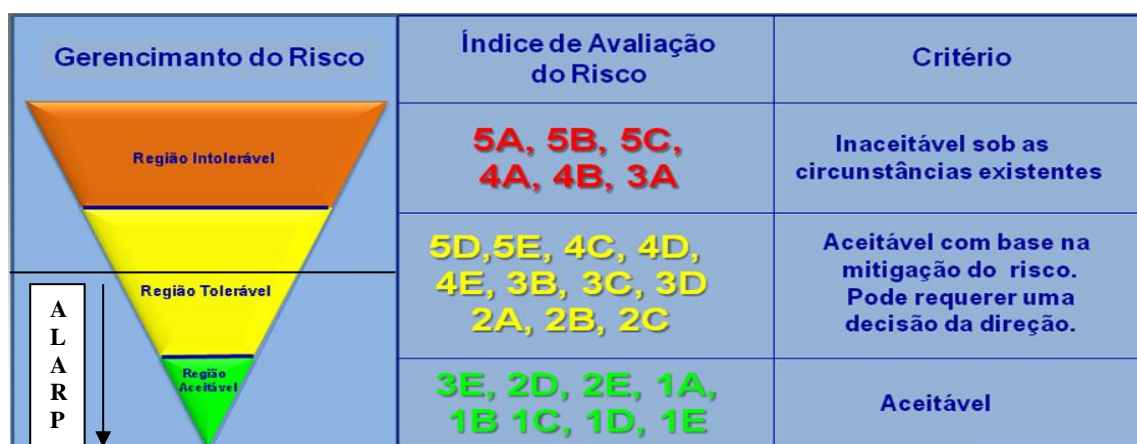 Gerencimanto do Risco
Índice de Avaliação
do Risco
Critério
Região Intolerável
5A, 5B, 5C,
4A, 4B, 3A
Inaceitável sob as
circunstâncias existentes
Região Tolerável
5D,5E, 4C, 4D,
4E, 3B, 3C, 3D
2A, 2B, 2C
Aceitável com base na
mitigação do risco.
Pode requerer uma
decisão da direção.
A
L
A
R
P
Região
Aceitável
3E, 2D, 2E, 1A,
1B 1C, 1D, 1E
Aceitável